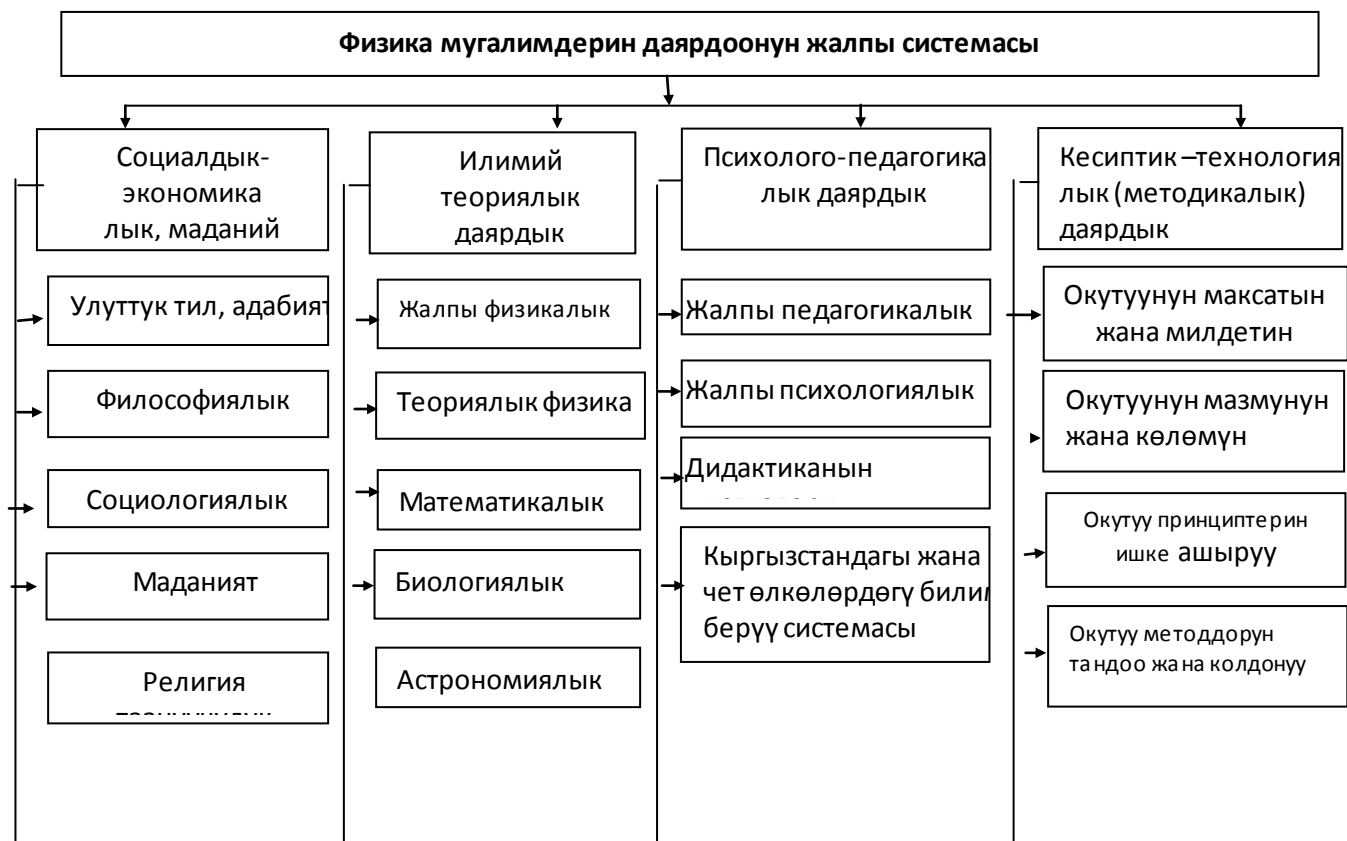 Физика мугалимдерин даярдоонун жалпы системасы
Социалдык-
экономика
лык, маданий
Улуттук тил, адабият
Философиялык
Социологиялык
Маданият
Религия
Илимий
теориялык
даярдык
Жалпы физикалык
Теориялык физика
Математикалык
Биологиялык
Астрономиялык
Психолого-педагогика
лык даярдык
Жалпы педагогикалык
Жалпы психологиялык
Дидактиканын
Кыргызстандагы жана
чет өлкөлөрдөгү билим
берүү системасы
Кесиптик –технология
лык (методикалык)
даярдык
Окутуунун максатын
жана милдетин
Окутуунун мазмунун
жана көлөмүн
Окутуу принциптерин
ишке ашыруу
Окутуу методдорун
тандоо жана колдонуу